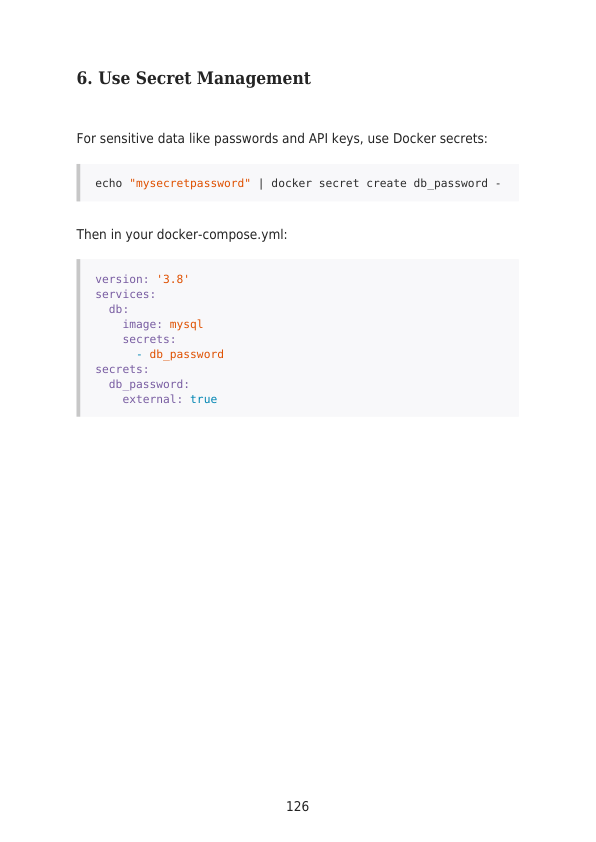 6. Use Secret Management
For sensitive data like passwords and API keys, use Docker secrets:
echo "mysecretpassword" | docker secret create db_password -
Then in your docker-compose.yml:
version: '3.8'
services:
  db:
    image: mysql
    secrets:
      - db_password
secrets:
  db_password:
    external: true
126